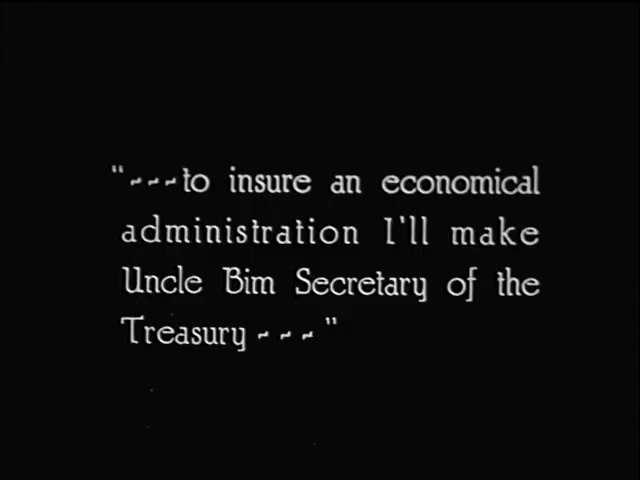 "---to insure an economical
administration I'll make
Uncle Bim Secretary of the
Treasury---"